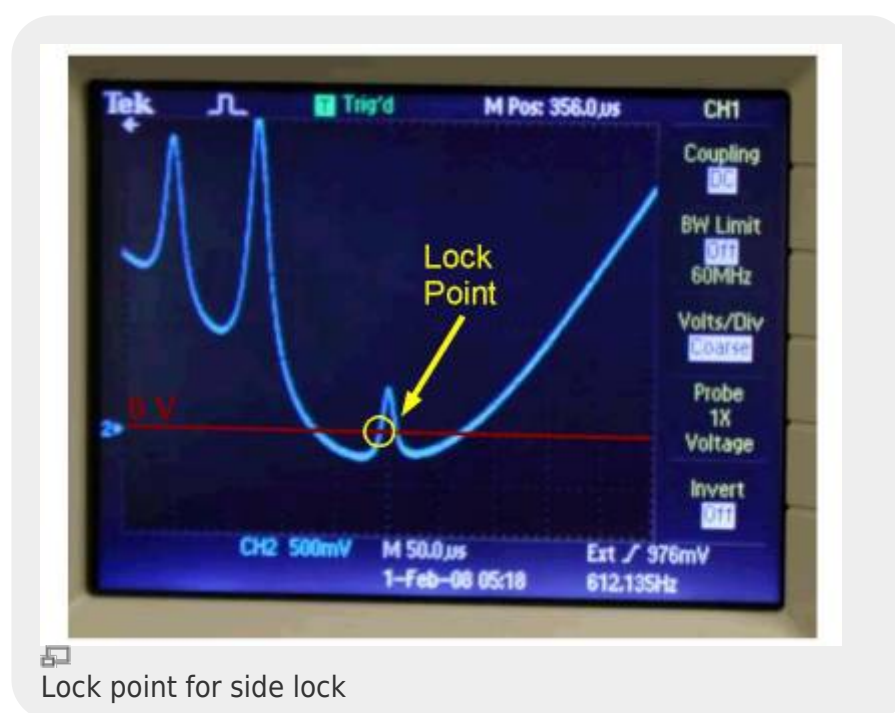 Tek
T Trig'd
M Pos: 356.0µs
CH1
Coupling
DC
BW Limit
Off
60MHz
Volts/Div
Coarse
Probe
1X
Voltage
Invert
Off
Lock
Point
0 V
2
CH2 500mV
M 50.0µs
Ext
976mV
1-Feb-08 05:18
612.135Hz
Lock point for side lock